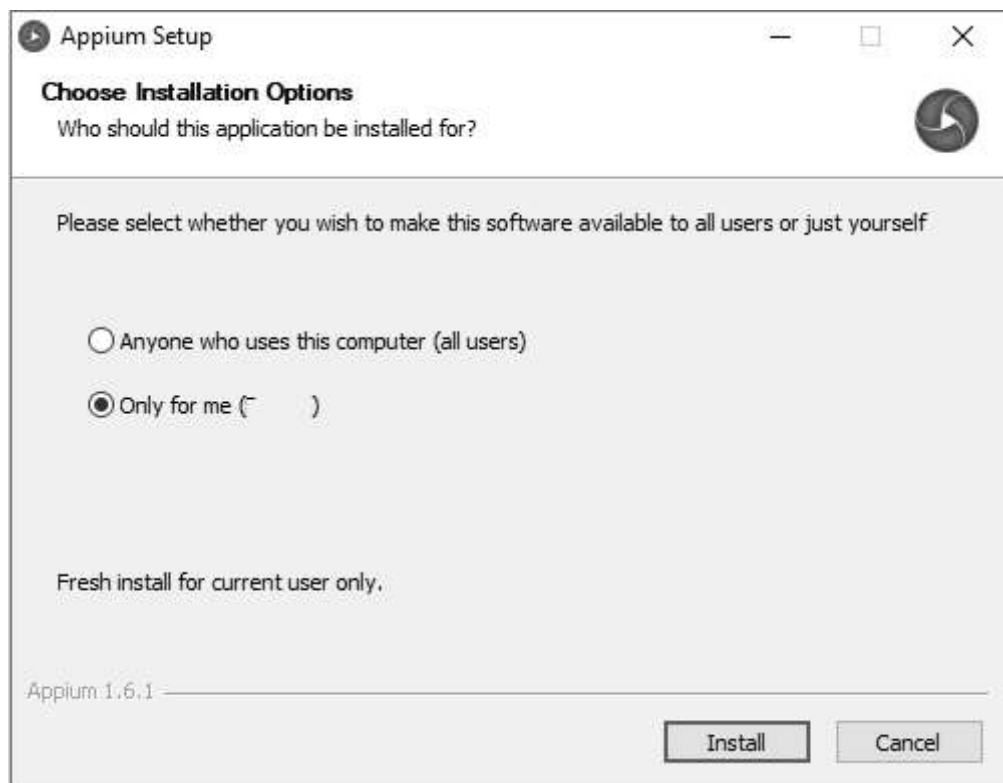 Appium Setup
Choose Installation Options
Who should this application be installed for?
Please select whether you wish to make this software available to all users or just yourself
Anyone who uses this computer (all users)
Only for me ( )
Fresh install for current user only.
Appium 1.6.1
Install
Cancel